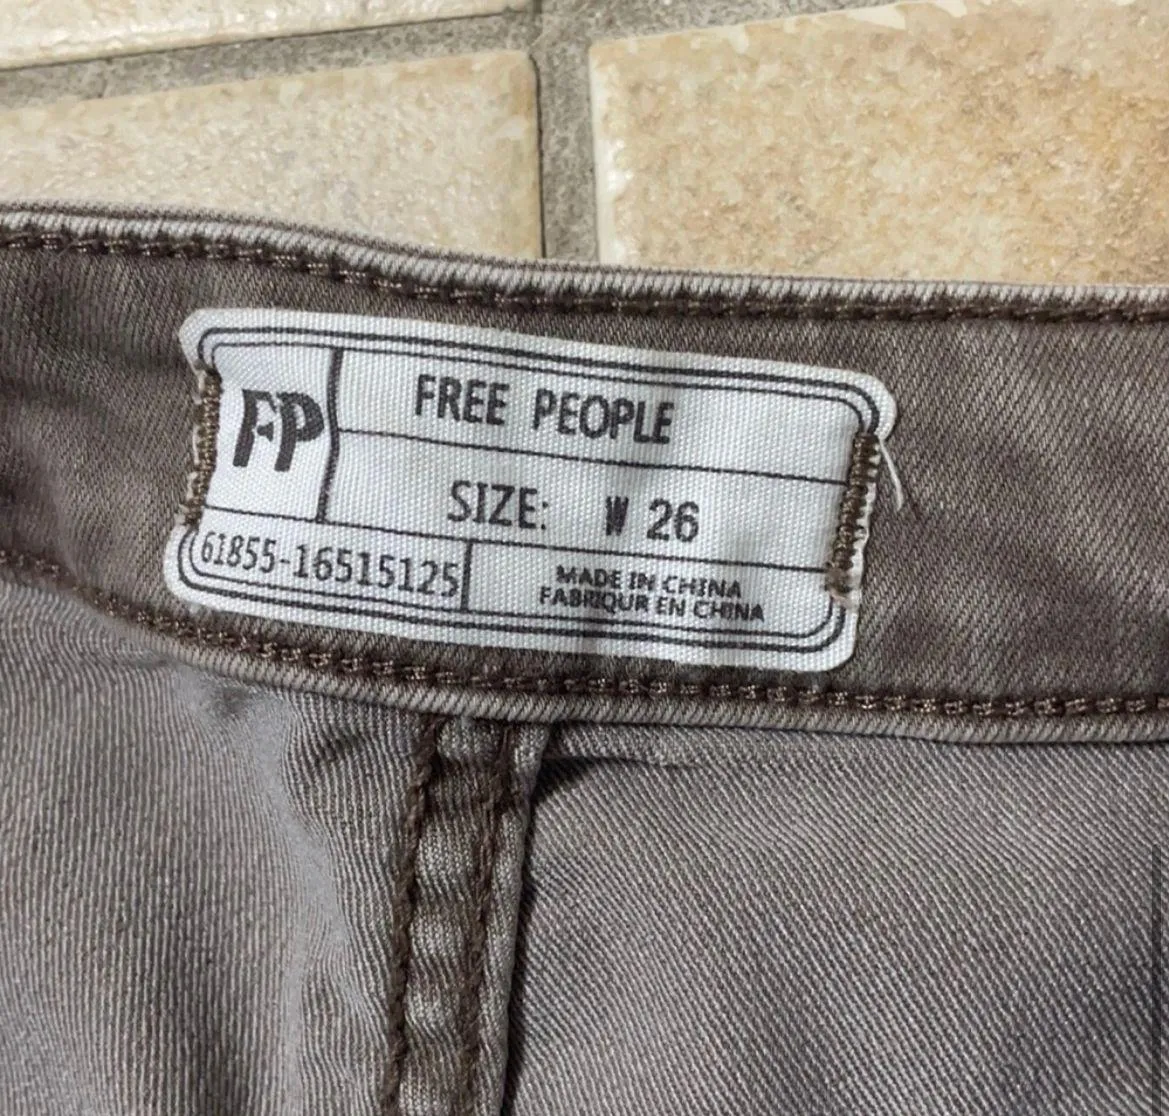 FP
FREE PEOPLE
SIZE: W 26
61855-16515125
MADE IN CHINA
FABRIQUR EN CHINA